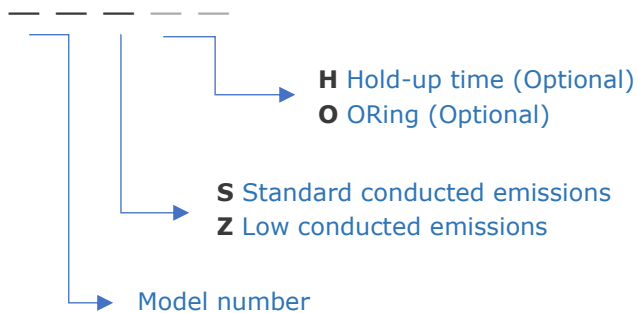 H Hold-up time (Optional)
O ORing (Optional)
S Standard conducted emissions
Z Low conducted emissions
Model number